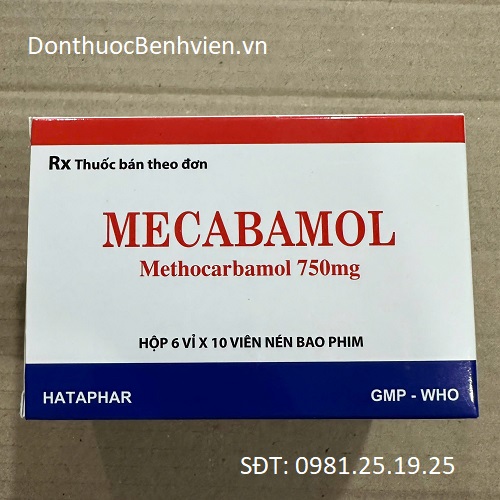 DonthuocBenhvien.vn
Rx Thuốc bán theo đơn
MECABAMOL
Methocarbamol 750mg
HỘP 6 VỈ X 10 VIÊN NÉN BAO PHIM
HATAPHAR GMP - WHO
SĐT: 0981.25.19.25